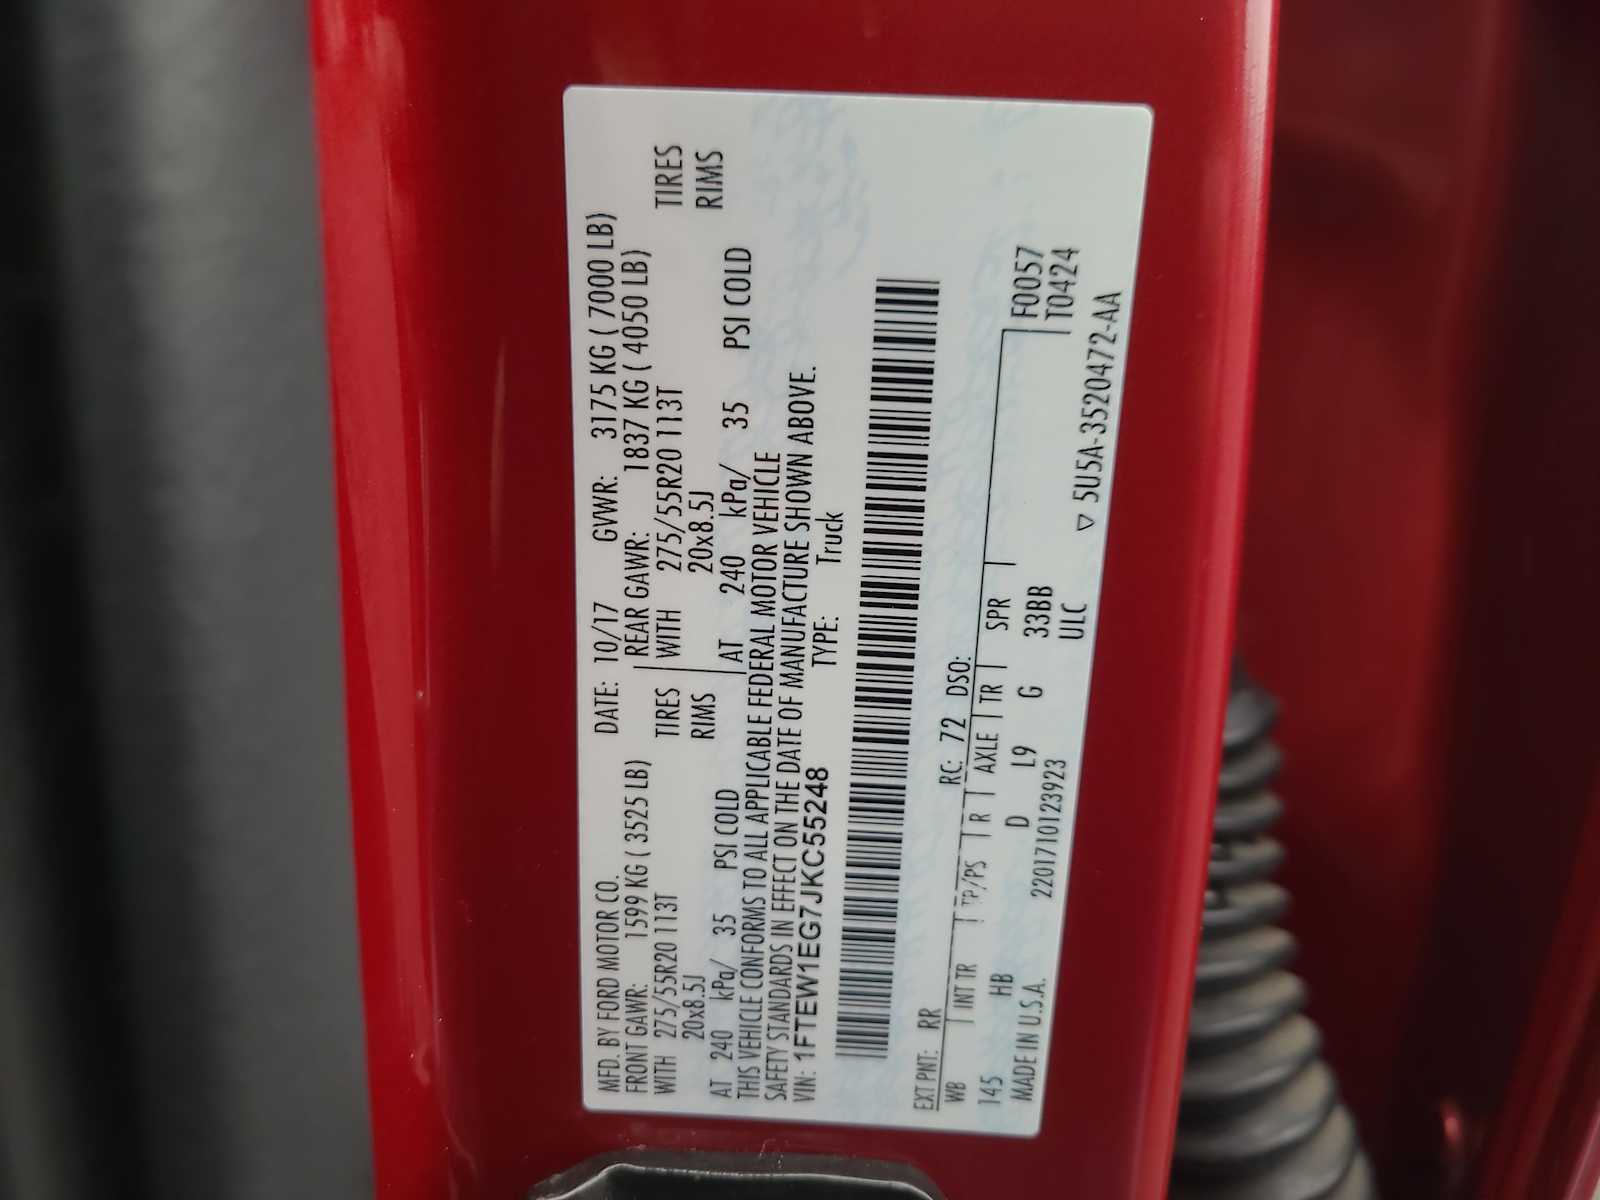 MFD. BY FORD MOTOR CO. DATE: 10/17 GVWR: 3175 KG ( 7000 LB)
FRONT GAWR: 1599 KG ( 3525 LB) REAR GAWR: 1837 KG ( 4050 LB)
WITH 275/55R20 113T TIRES WITH 275/55R20 113T TIRES
20x8.5J RIMS 20x8.5J RIMS
AT 240 kPa/ 35 PSI COLD AT 240 kPa/ 35 PSI COLD
THIS VEHICLE CONFORMS TO ALL APPLICABLE FEDERAL MOTOR VEHICLE
SAFETY STANDARDS IN EFFECT ON THE DATE OF MANUFACTURE SHOWN ABOVE.
VIN: 1FTEW1EG7JKC55248 TYPE: Truck
EXT PNT: RR RC: 72 DSO:
WB INT TR TP/PS R AXLE TR SPR F0057
145 HB D L9 G 33BB T0424
MADE IN U.S.A. 2201710123923 ULC
▽ 5U5A-3520472-AA